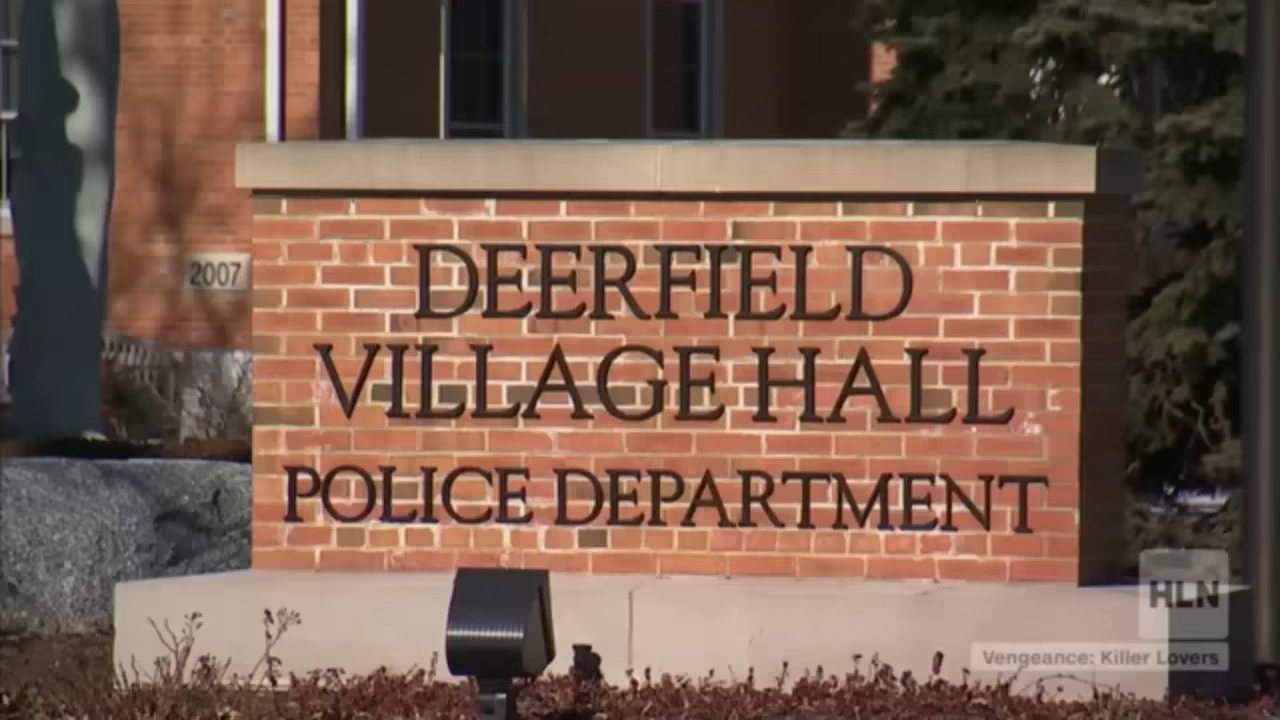 2007
DEERFIELD
VILLAGE HALL
POLICE DEPARTMENT
HLN
Vengeance: Killer Lovers